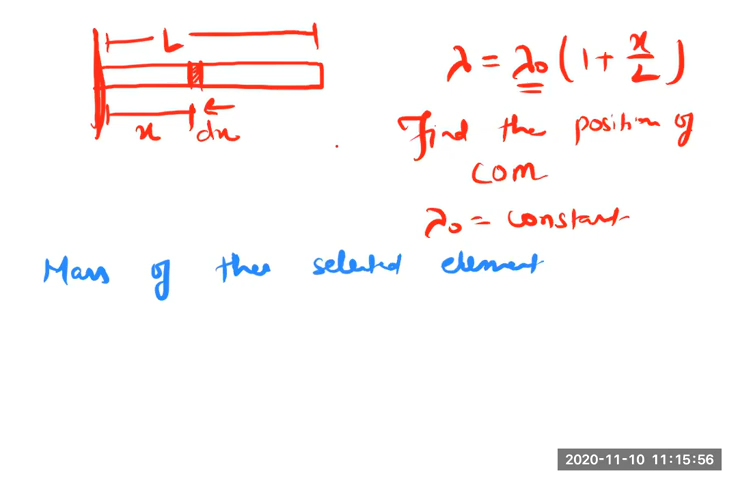 L
λ = λ₀ (1 + x/L)
x dx
Find the position of
COM
λ₀ = constant
Mass of the selected element
2020-11-10 11:15:56